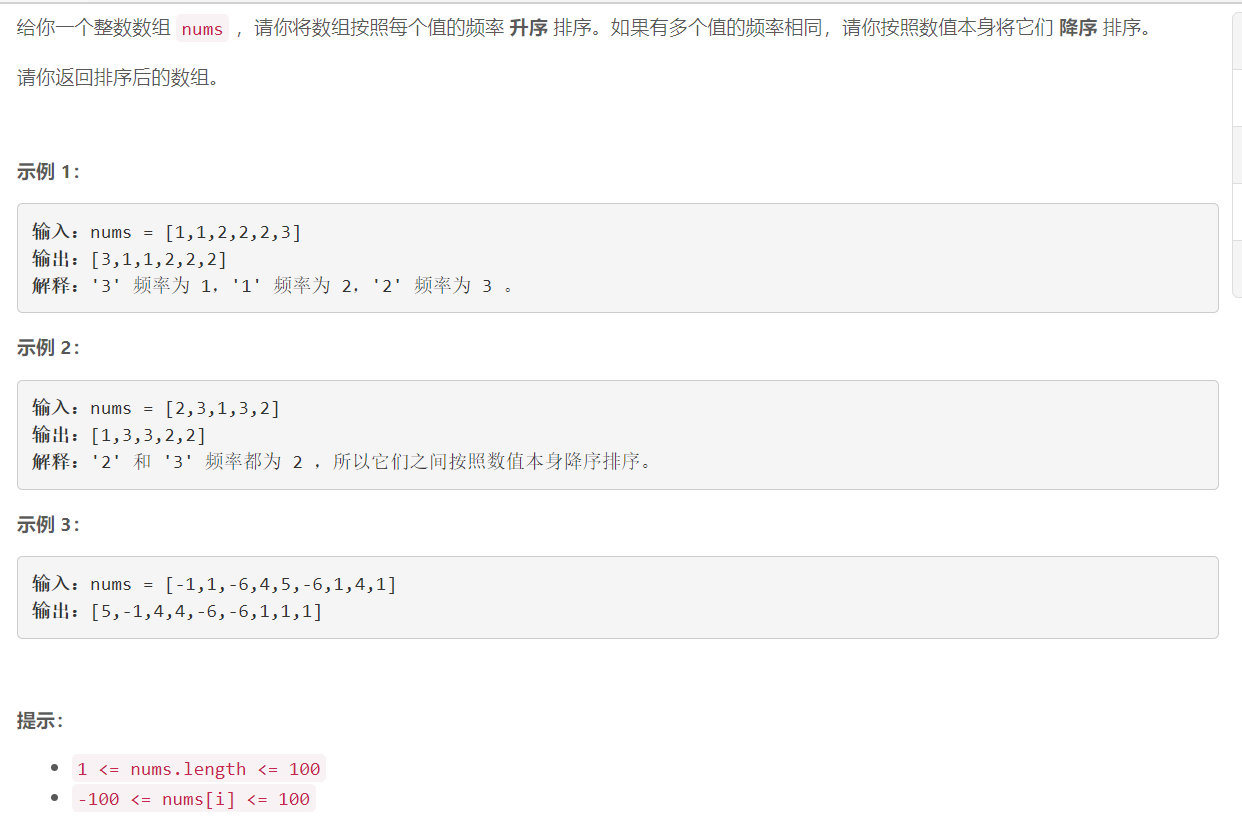 给你一个整数数组 nums ，请你将数组按照每个值的频率 升序 排序。如果有多个值的频率相同，请你按照数值本身将它们 降序 排序。
请你返回排序后的数组。
示例 1：
输入：nums = [1,1,2,2,2,3]
输出：[3,1,1,2,2,2]
解释：'3' 频率为 1，'1' 频率为 2，'2' 频率为 3 。
示例 2：
输入：nums = [2,3,1,3,2]
输出：[1,3,3,2,2]
解释：'2' 和 '3' 频率都为 2 ，所以它们之间按照数值本身降序排序。
示例 3：
输入：nums = [-1,1,-6,4,5,-6,1,4,1]
输出：[5,-1,4,4,-6,-6,1,1,1]
提示：
• 1 <= nums.length <= 100
• -100 <= nums[i] <= 100